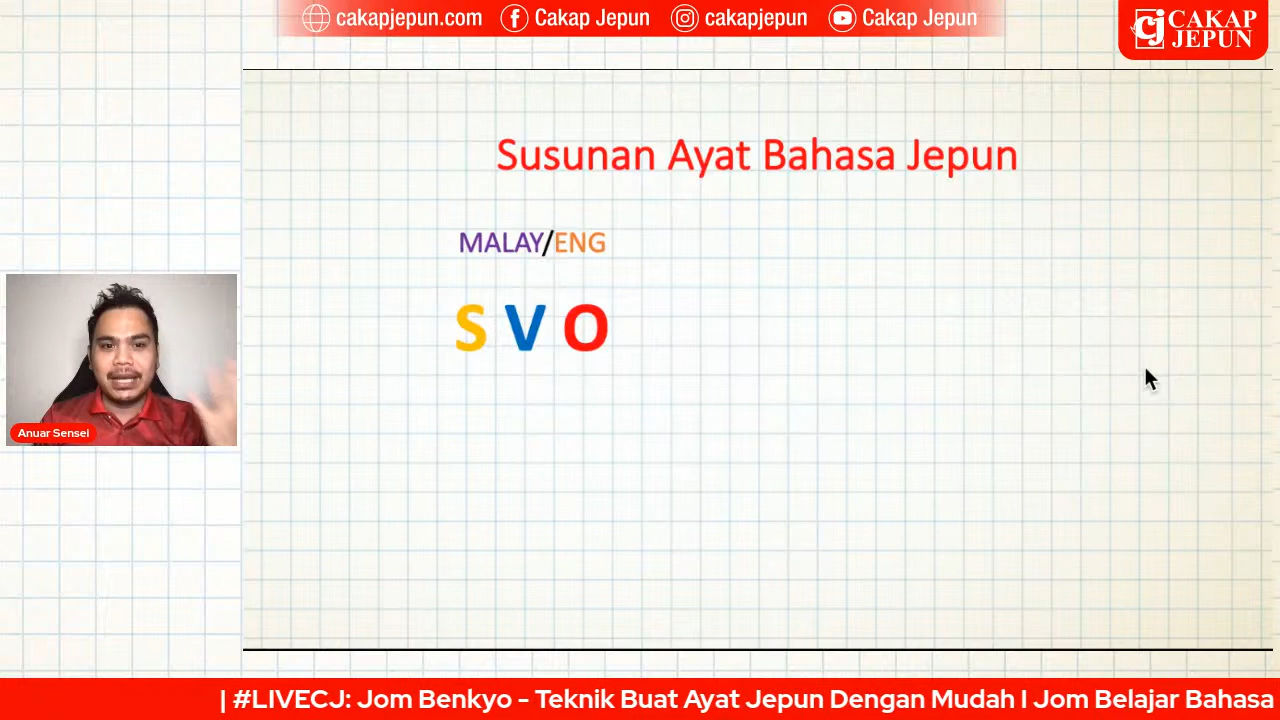 cakapjepun.com Cakap Jepun cakapjepun Cakap Jepun
cj CAKAP JEPUN
Susunan Ayat Bahasa Jepun
MALAY/ENG
S V O
Anuar Sensei
| #LIVECJ: Jom Benkyo - Teknik Buat Ayat Jepun Dengan Mudah I Jom Belajar Bahasa